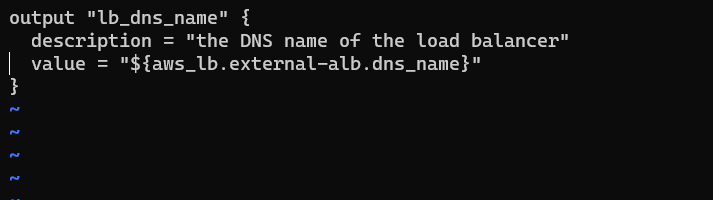 output "lb_dns_name" {
  description = "the DNS name of the load balancer"
  value = "${aws_lb.external-alb.dns_name}"
}
~
~
~
~